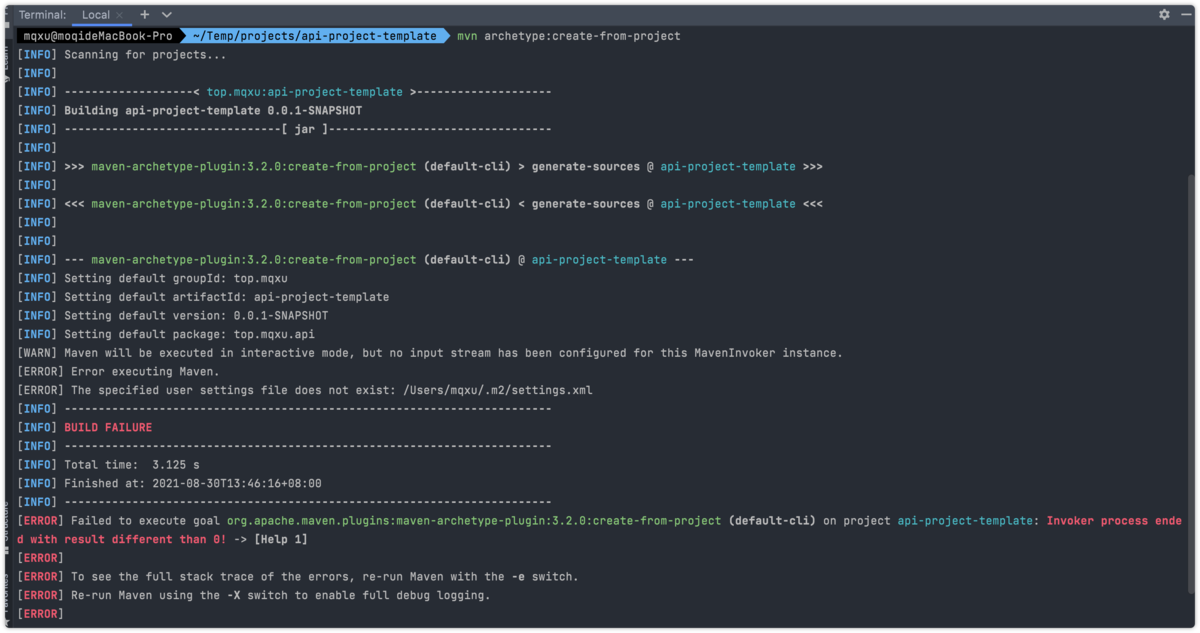 Terminal: Local × +
mqxu@moqideMacBook-Pro ~/Temp/projects/api-project-template mvn archetype:create-from-project
[INFO] Scanning for projects...
[INFO]
[INFO] -------------------< top.mqxu:api-project-template >--------------------
[INFO] Building api-project-template 0.0.1-SNAPSHOT
[INFO] --------------------------------[ jar ]---------------------------------
[INFO]
[INFO] >>> maven-archetype-plugin:3.2.0:create-from-project (default-cli) > generate-sources @ api-project-template >>>
[INFO]
[INFO] <<< maven-archetype-plugin:3.2.0:create-from-project (default-cli) < generate-sources @ api-project-template <<<
[INFO]
[INFO]
[INFO] --- maven-archetype-plugin:3.2.0:create-from-project (default-cli) @ api-project-template ---
[INFO] Setting default groupId: top.mqxu
[INFO] Setting default artifactId: api-project-template
[INFO] Setting default version: 0.0.1-SNAPSHOT
[INFO] Setting default package: top.mqxu.api
[WARN] Maven will be executed in interactive mode, but no input stream has been configured for this MavenInvoker instance.
[ERROR] Error executing Maven.
[ERROR] The specified user settings file does not exist: /Users/mqxu/.m2/settings.xml
[INFO] ------------------------------------------------------------------------
[INFO] BUILD FAILURE
[INFO] ------------------------------------------------------------------------
[INFO] Total time:  3.125 s
[INFO] Finished at: 2021-08-30T13:46:16+08:00
[INFO] ------------------------------------------------------------------------
[ERROR] Failed to execute goal org.apache.maven.plugins:maven-archetype-plugin:3.2.0:create-from-project (default-cli) on project api-project-template: Invoker process ende
d with result different than 0! -> [Help 1]
[ERROR]
[ERROR] To see the full stack trace of the errors, re-run Maven with the -e switch.
[ERROR] Re-run Maven using the -X switch to enable full debug logging.
[ERROR]